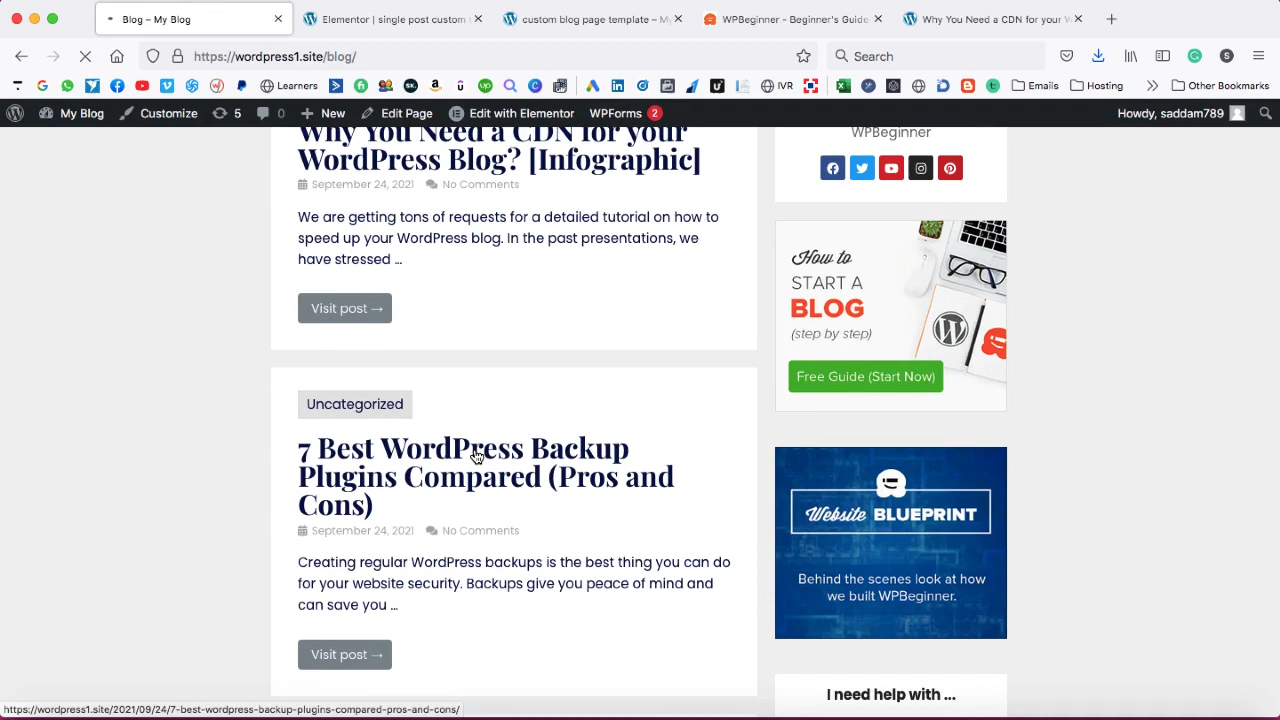 Blog – My Blog
Elementor | single post custom t
custom blog page template – My
WPBeginner - Beginner's Guide
Why You Need a CDN for your W
https://wordpress1.site/blog/
Search
Learners
IVR
Emails
Hosting
Other Bookmarks
My Blog
Customize
5
0
New
Edit Page
Edit with Elementor
WPForms 2
Howdy, saddam789
Why You Need a CDN for your
WordPress Blog? [Infographic]
September 24, 2021 No Comments
We are getting tons of requests for a detailed tutorial on how to
speed up your WordPress blog. In the past presentations, we
have stressed ...
Visit post →
Uncategorized
7 Best WordPress Backup
Plugins Compared (Pros and
Cons)
September 24, 2021 No Comments
Creating regular WordPress backups is the best thing you can do
for your website security. Backups give you peace of mind and
can save you ...
Visit post →
WPBeginner
How to
START A
BLOG
(step by step)
Free Guide (Start Now)
Website BLUEPRINT
Behind the scenes look at how
we built WPBeginner.
I need help with ...
https://wordpress1.site/2021/09/24/7-best-wordpress-backup-plugins-compared-pros-and-cons/